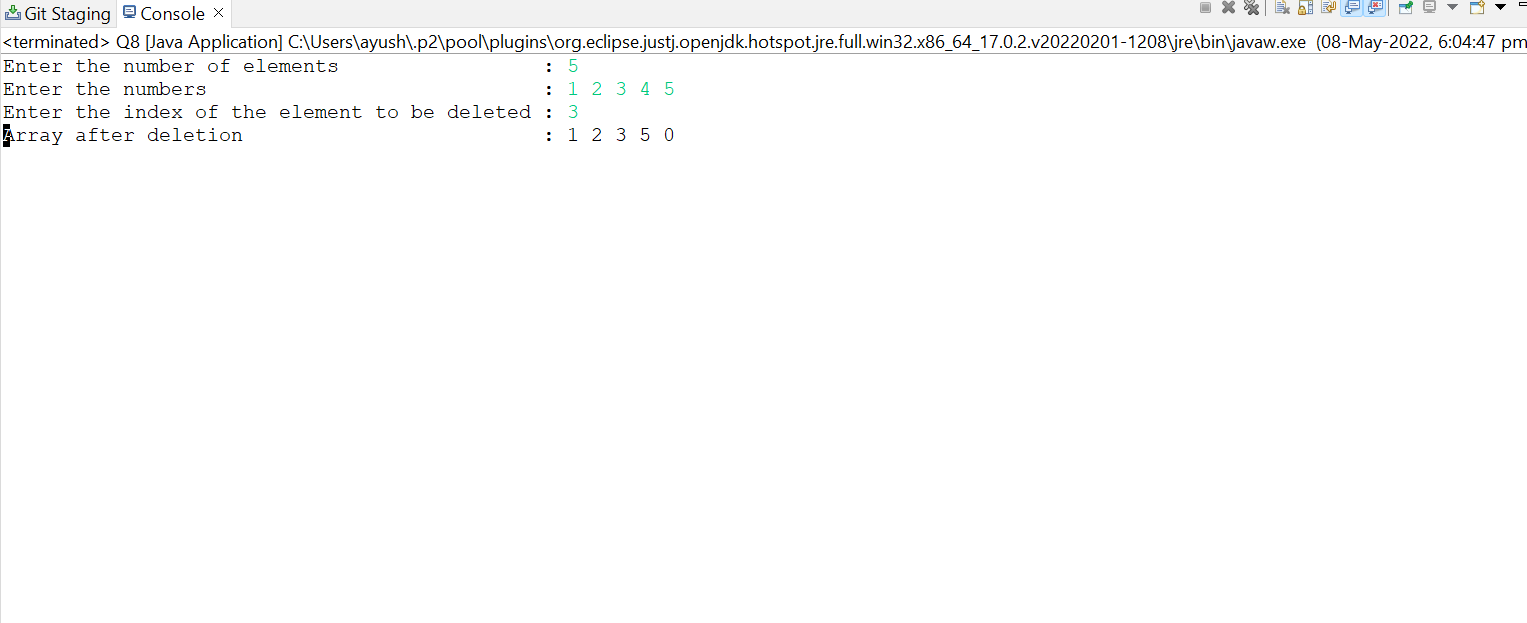 Git Staging Console
<terminated> Q8 [Java Application] C:\Users\ayush\.p2\pool\plugins\org.eclipse.justj.openjdk.hotspot.jre.full.win32.x86_64_17.0.2.v20220201-1208\jre\bin\javaw.exe (08-May-2022, 6:04:47 pm
Enter the number of elements : 5
Enter the numbers : 1 2 3 4 5
Enter the index of the element to be deleted : 3
Array after deletion : 1 2 3 5 0